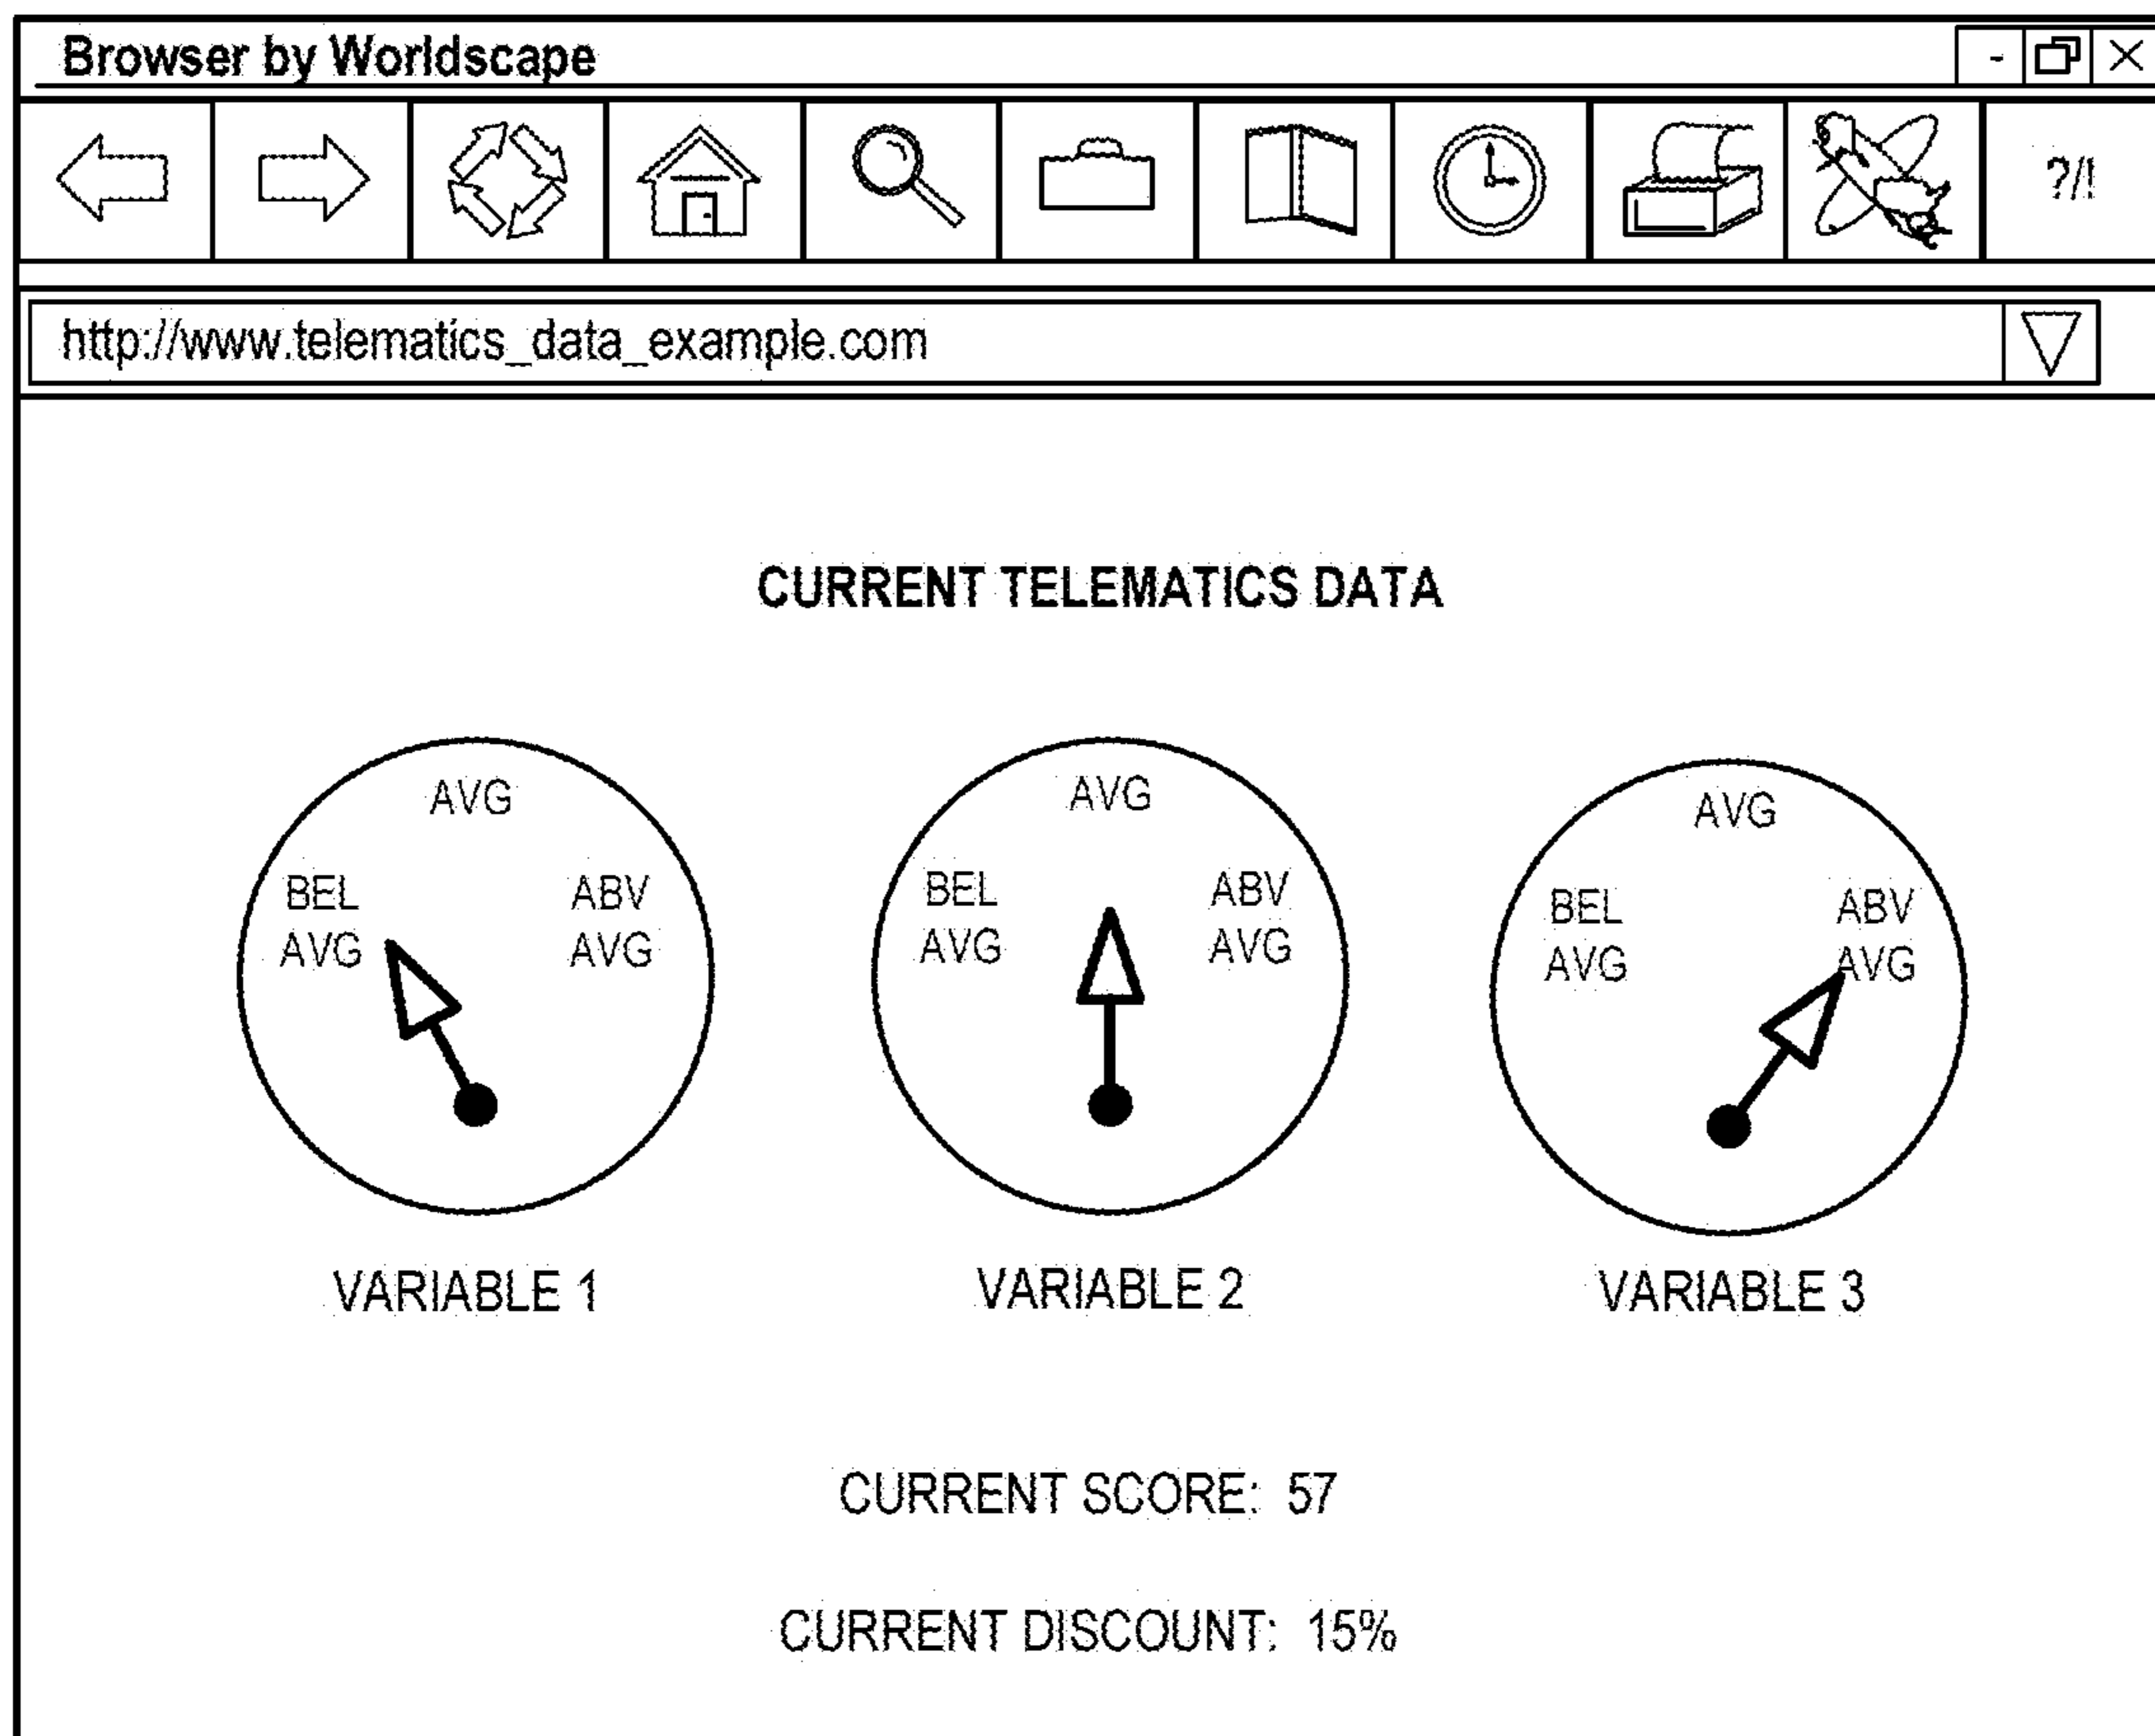 Browser by Worldscape
?/!
http://www.telematics_data_example.com
CURRENT TELEMATICS DATA
AVG
BEL
AVG
ABV
AVG
VARIABLE 1
AVG
BEL
AVG
ABV
AVG
VARIABLE 2
AVG
BEL
AVG
ABV
AVG
VARIABLE 3
CURRENT SCORE: 57
CURRENT DISCOUNT: 15%